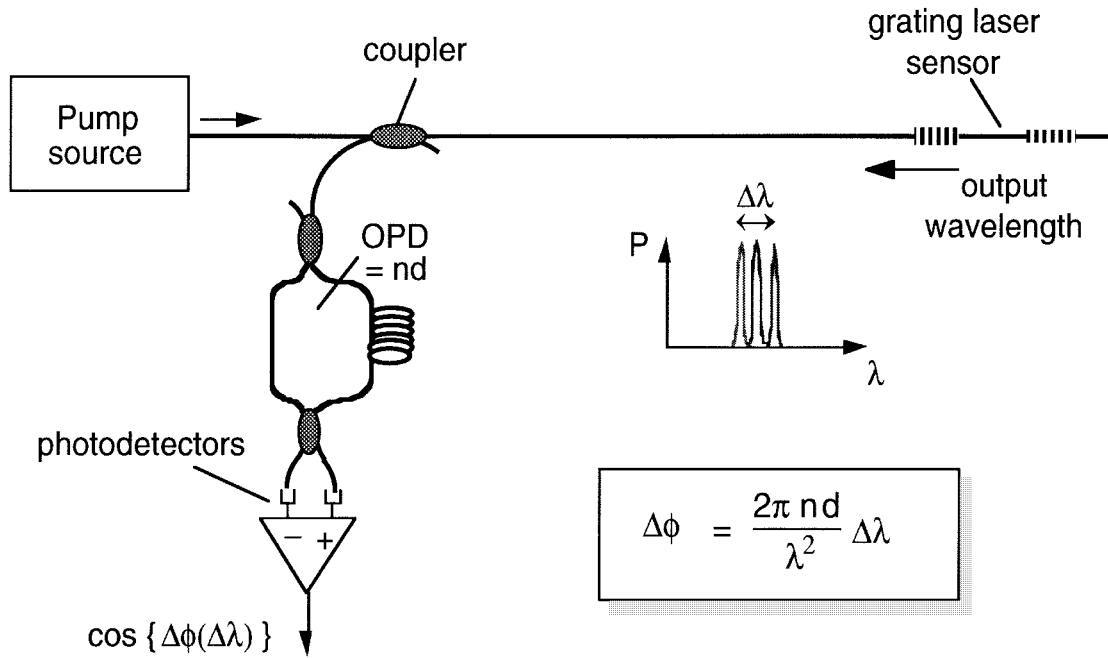 coupler
grating laser
sensor
Pump
source
output
wavelength
Δλ
P
λ
OPD
= nd
photodetectors
− +
Δϕ = 2π nd / λ² Δλ
cos { Δϕ(Δλ) }